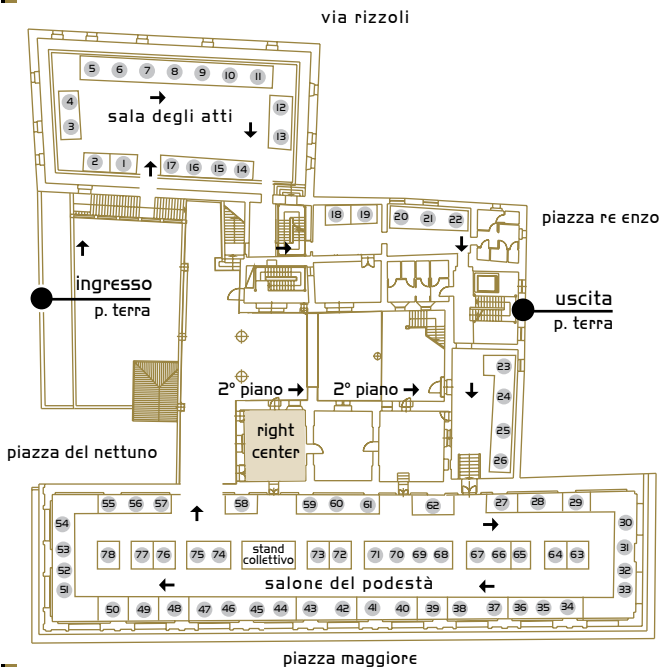 via rizzoli
5 6 7 8 9 10 11
4
3
sala degli atti
12
13
2 1 17 16 15 14
18 19 20 21 22
piazza re enzo
ingresso
p. terra
uscita
p. terra
23
24
25
26
2° piano 2° piano
right
center
piazza del nettuno
55 56 57 58 59 60 61 62 27 28 29
54
53
52
51
30
31
32
33
78 77 76 75 74
stand
collettivo
73 72 71 70 69 68 67 66 65 64 63
salone del podestà
50 49 48 47 46 45 44 43 42 41 40 39 38 37 36 35 34
piazza maggiore